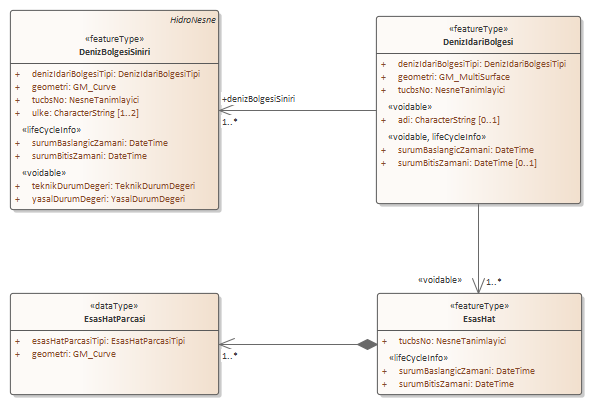 HidroNesne
«featureType»
DenizBolgesiSiniri
+ denizIdariBolgesiTipi: DenizIdariBolgesiTipi
+ geometri: GM_Curve
+ tucbsNo: NesneTanimlayici
+ ulke: CharacterString [1..2]
«lifeCycleInfo»
+ surumBaslangicZamani: DateTime
+ surumBitisZamani: DateTime
«voidable»
+ teknikDurumDegeri: TeknikDurumDegeri
+ yasalDurumDegeri: YasalDurumDegeri
+denizBolgesiSiniri
1..*
«featureType»
DenizIdariBolgesi
+ denizIdariBolgesiTipi: DenizIdariBolgesiTipi
+ geometri: GM_MultiSurface
+ tucbsNo: NesneTanimlayici
«voidable»
+ adi: CharacterString [0..1]
«voidable, lifeCycleInfo»
+ surumBaslangicZamani: DateTime
+ surumBitisZamani: DateTime [0..1]
«voidable»
1..*
«dataType»
EsasHatParcasi
+ esasHatParcasiTipi: EsasHatParcasiTipi
+ geometri: GM_Curve
1..*
«featureType»
EsasHat
+ tucbsNo: NesneTanimlayici
«lifeCycleInfo»
+ surumBaslangicZamani: DateTime
+ surumBitisZamani: DateTime